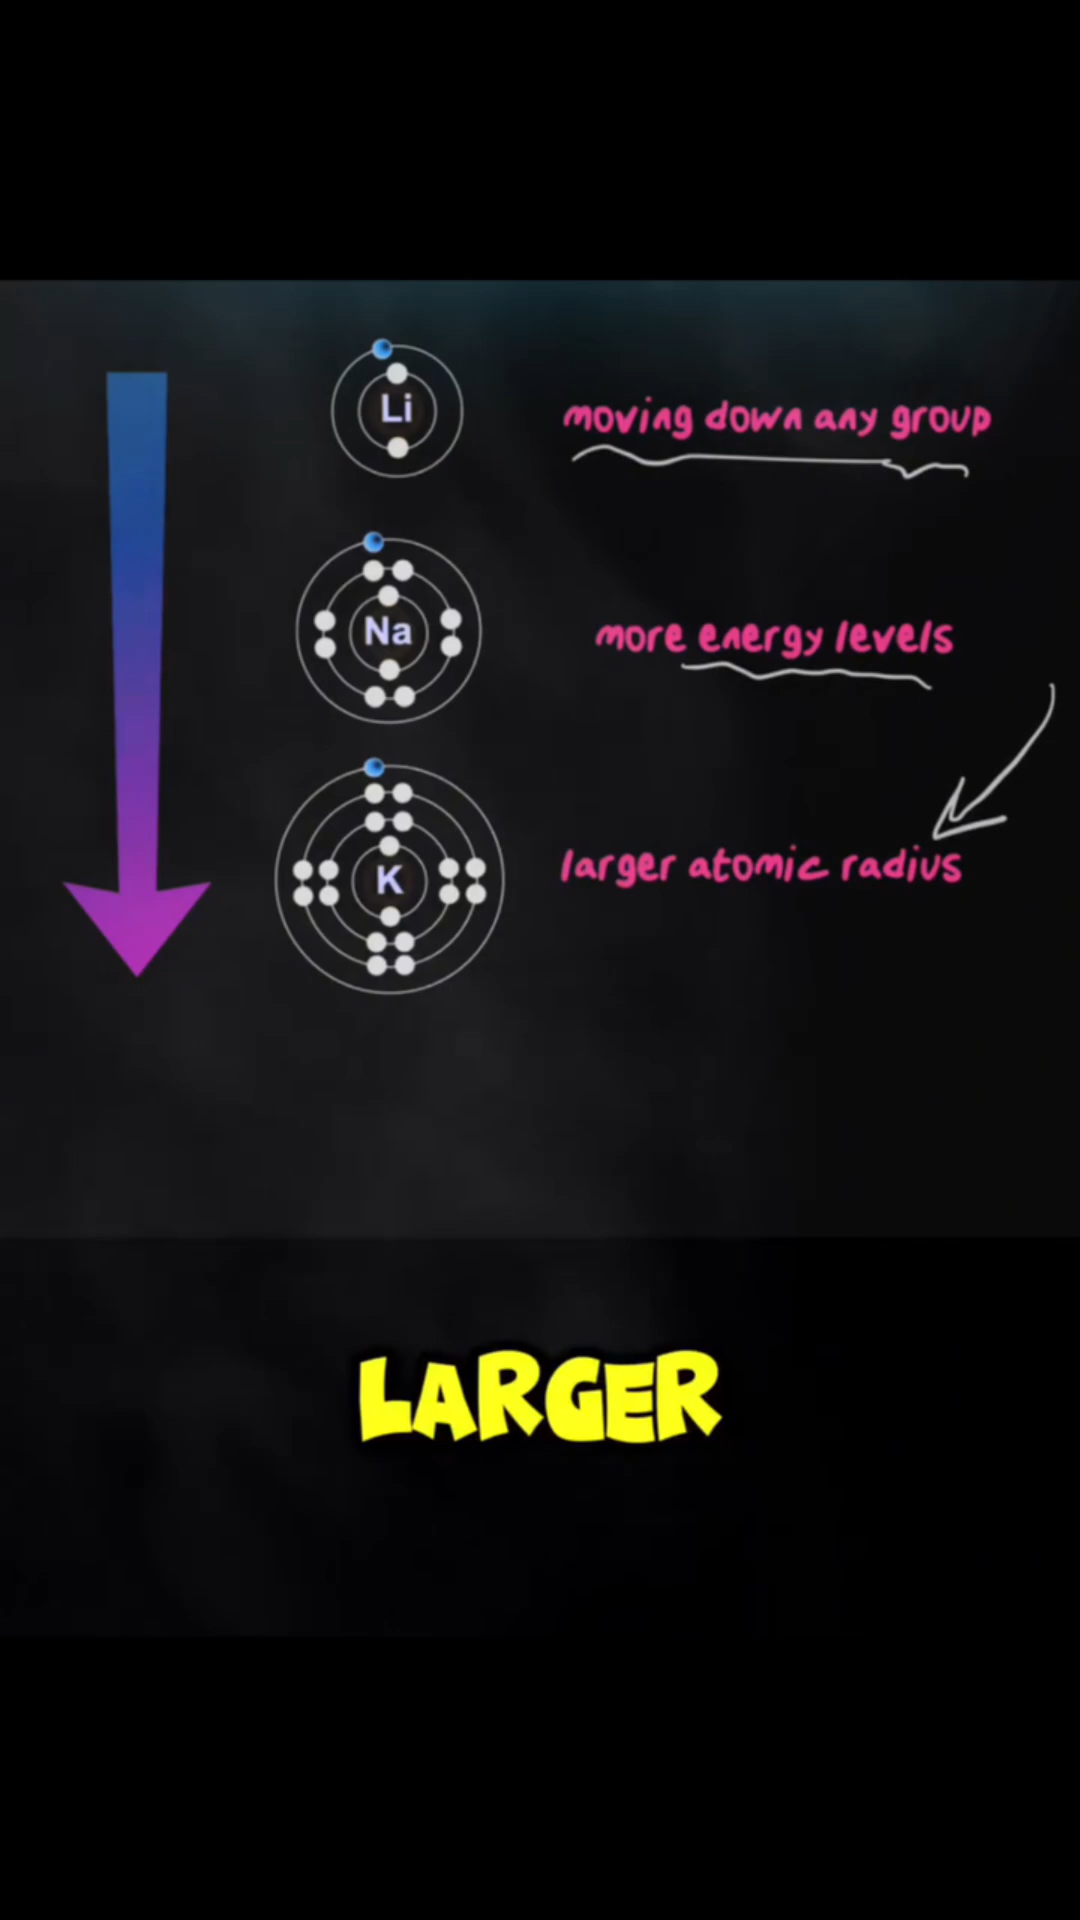 Li
moving down any group
Na
more energy levels
K
larger atomic radius
LARGER